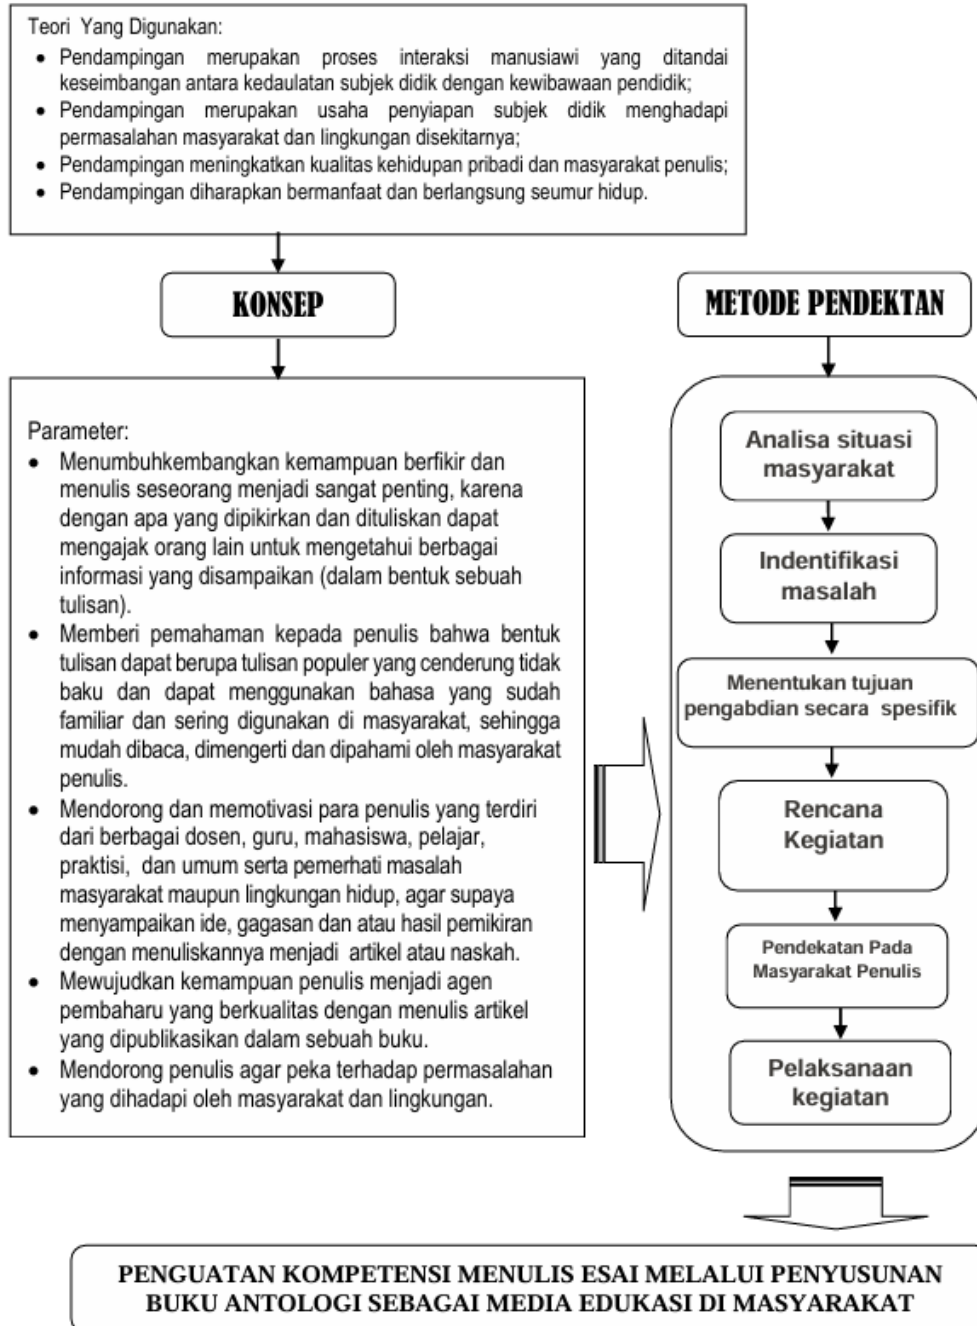 Teori Yang Digunakan:
• Pendampingan merupakan proses interaksi manusiawi yang ditandai
keseimbangan antara kedaulatan subjek didik dengan kewibawaan pendidik;
• Pendampingan merupakan usaha penyiapan subjek didik menghadapi
permasalahan masyarakat dan lingkungan disekitarnya;
• Pendampingan meningkatkan kualitas kehidupan pribadi dan masyarakat penulis;
• Pendampingan diharapkan bermanfaat dan berlangsung seumur hidup.
KONSEP
Parameter:
• Menumbuhkembangkan kemampuan berfikir dan
menulis seseorang menjadi sangat penting, karena
dengan apa yang dipikirkan dan dituliskan dapat
mengajak orang lain untuk mengetahui berbagai
informasi yang disampaikan (dalam bentuk sebuah
tulisan).
• Memberi pemahaman kepada penulis bahwa bentuk
tulisan dapat berupa tulisan populer yang cenderung tidak
baku dan dapat menggunakan bahasa yang sudah
familiar dan sering digunakan di masyarakat, sehingga
mudah dibaca, dimengerti dan dipahami oleh masyarakat
penulis.
• Mendorong dan memotivasi para penulis yang terdiri
dari berbagai dosen, guru, mahasiswa, pelajar,
praktisi, dan umum serta pemerhati masalah
masyarakat maupun lingkungan hidup, agar supaya
menyampaikan ide, gagasan dan atau hasil pemikiran
dengan menuliskannya menjadi artikel atau naskah.
• Mewujudkan kemampuan penulis menjadi agen
pembaharu yang berkualitas dengan menulis artikel
yang dipublikasikan dalam sebuah buku.
• Mendorong penulis agar peka terhadap permasalahan
yang dihadapi oleh masyarakat dan lingkungan.
METODE PENDEKTAN
Analisa situasi
masyarakat
Indentifikasi
masalah
Menentukan tujuan
pengabdian secara spesifik
Rencana
Kegiatan
Pendekatan Pada
Masyarakat Penulis
Pelaksanaan
kegiatan
PENGUATAN KOMPETENSI MENULIS ESAI MELALUI PENYUSUNAN
BUKU ANTOLOGI SEBAGAI MEDIA EDUKASI DI MASYARAKAT